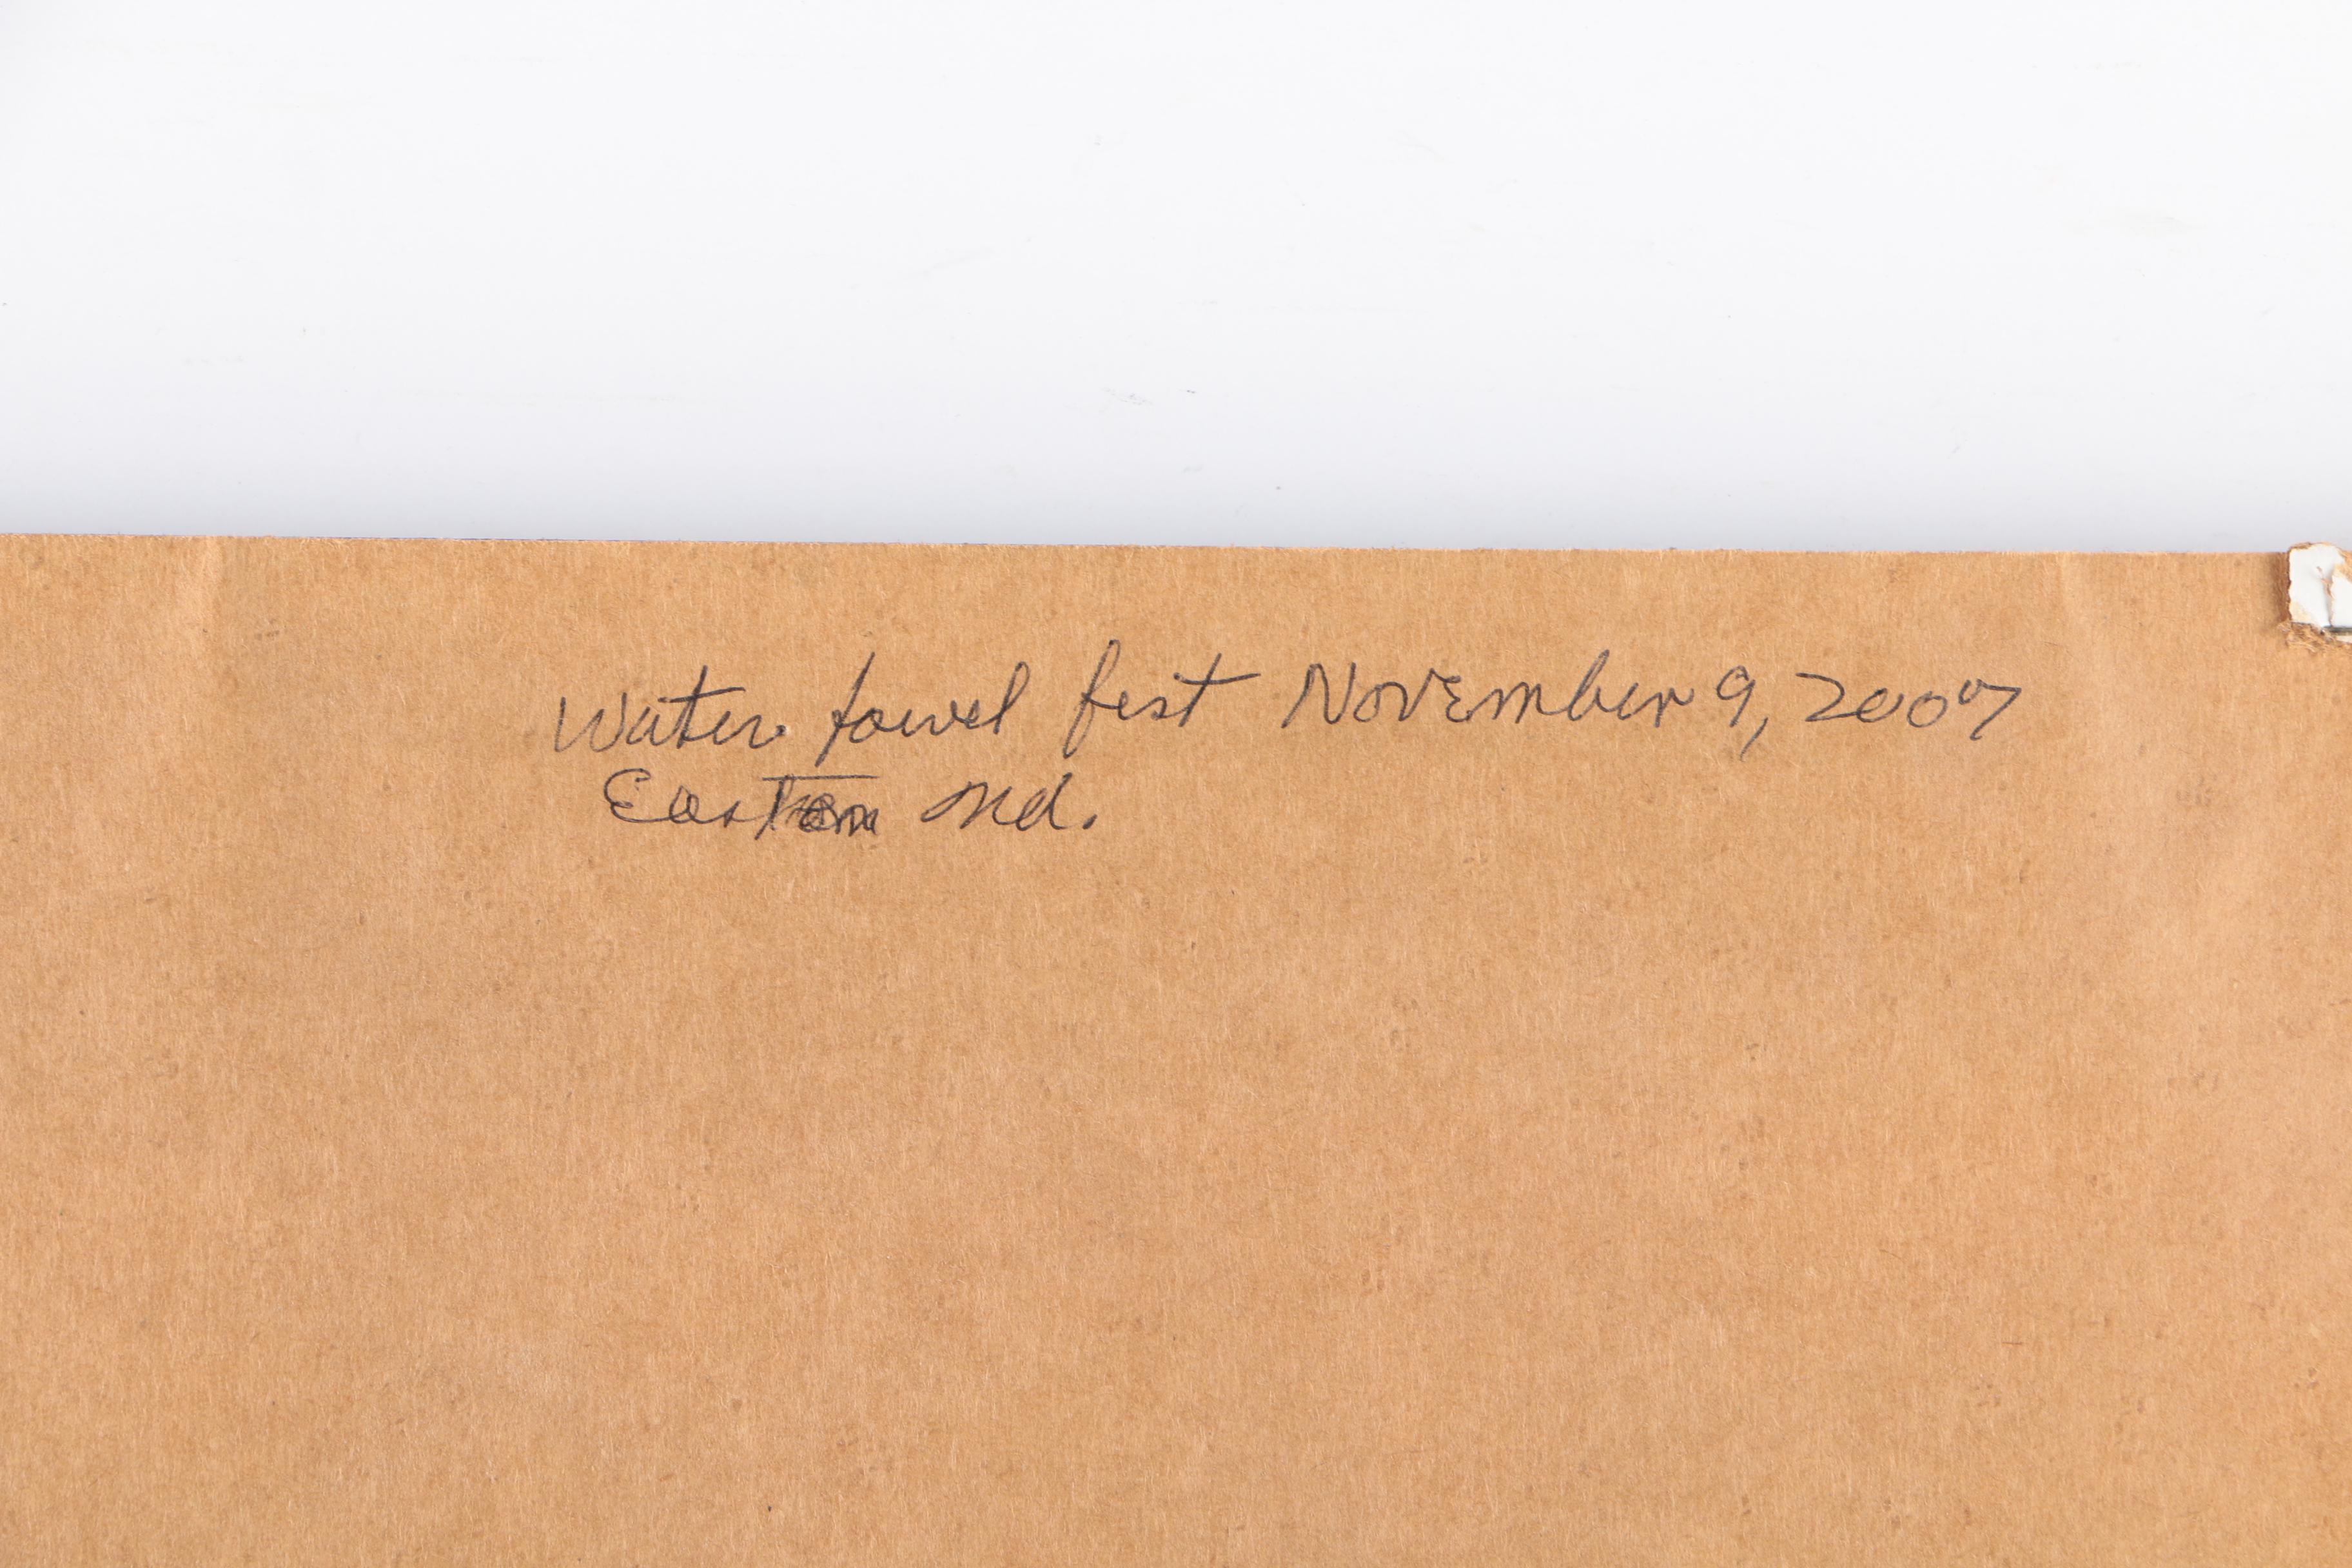 Water fowel fest November 9, 2007
Easton Md.